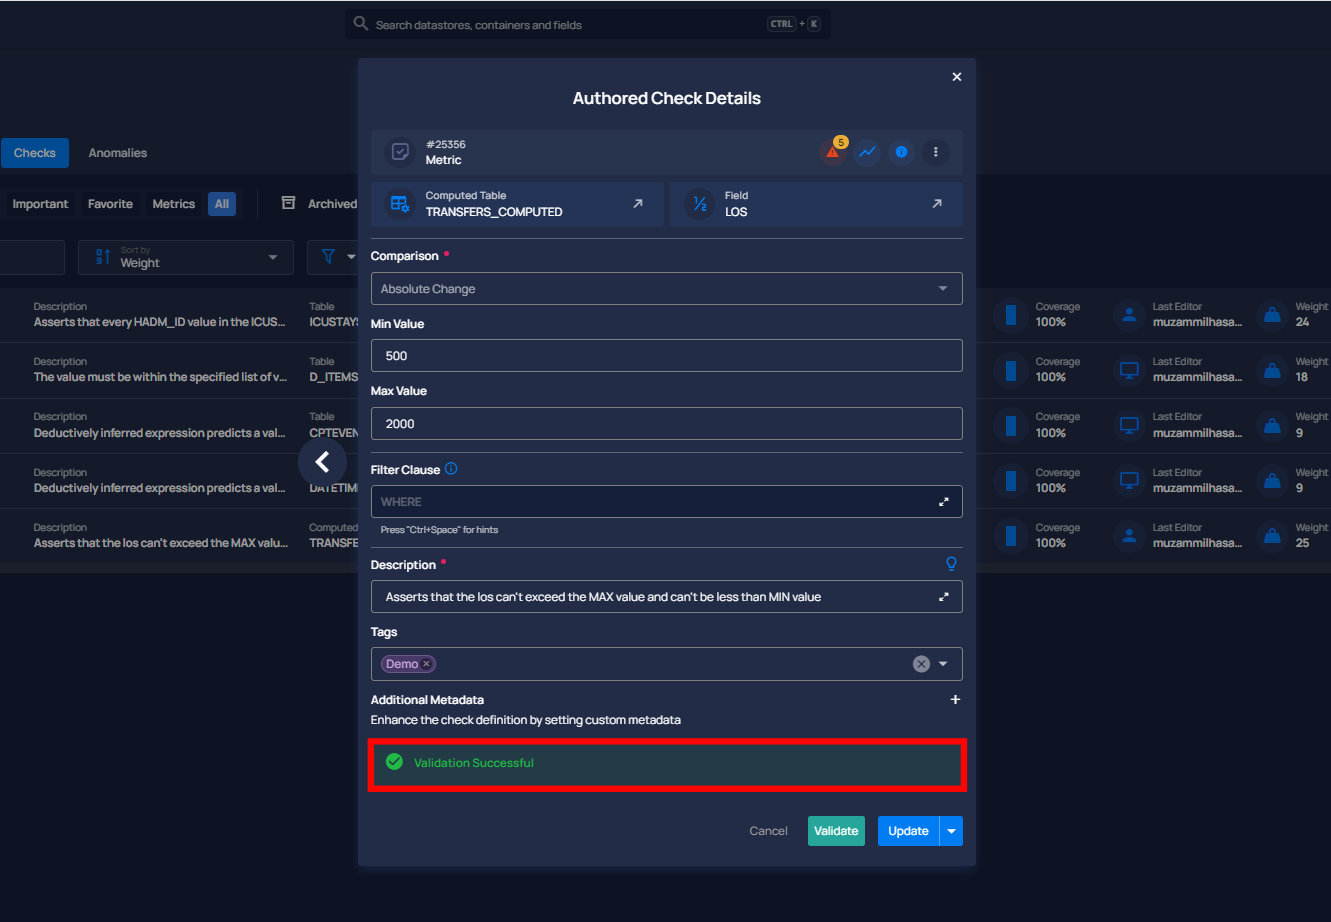 Search datastores, containers and fields
CTRL + K
Authored Check Details
#25356
Metric
5
Checks
Anomalies
Computed Table
TRANSFERS_COMPUTED
Field
LOS
Important
Favorite
Metrics
All
Archived
Sort by
Weight
Comparison
Absolute Change
Min Value
500
Max Value
2000
Filter Clause
WHERE
Press "Ctrl+Space" for hints
Description
Asserts that the los can't exceed the MAX value and can't be less than MIN value
Tags
Demo
Additional Metadata
Enhance the check definition by setting custom metadata
Validation Successful
Cancel
Validate
Update
Description
Asserts that every HADM_ID value in the ICUS...
Table
ICUSTAYS
Coverage
100%
Last Editor
muzammilhasa...
Weight
24
Description
The value must be within the specified list of v...
Table
D_ITEMS
Coverage
100%
Last Editor
muzammilhasa...
Weight
18
Description
Deductively inferred expression predicts a val...
Table
CPTEVEN
Coverage
100%
Last Editor
muzammilhasa...
Weight
9
Description
Deductively inferred expression predicts a val...
DATETIM
Coverage
100%
Last Editor
muzammilhasa...
Weight
9
Description
Asserts that the los can't exceed the MAX valu...
Computed
TRANSFE
Coverage
100%
Last Editor
muzammilhasa...
Weight
25